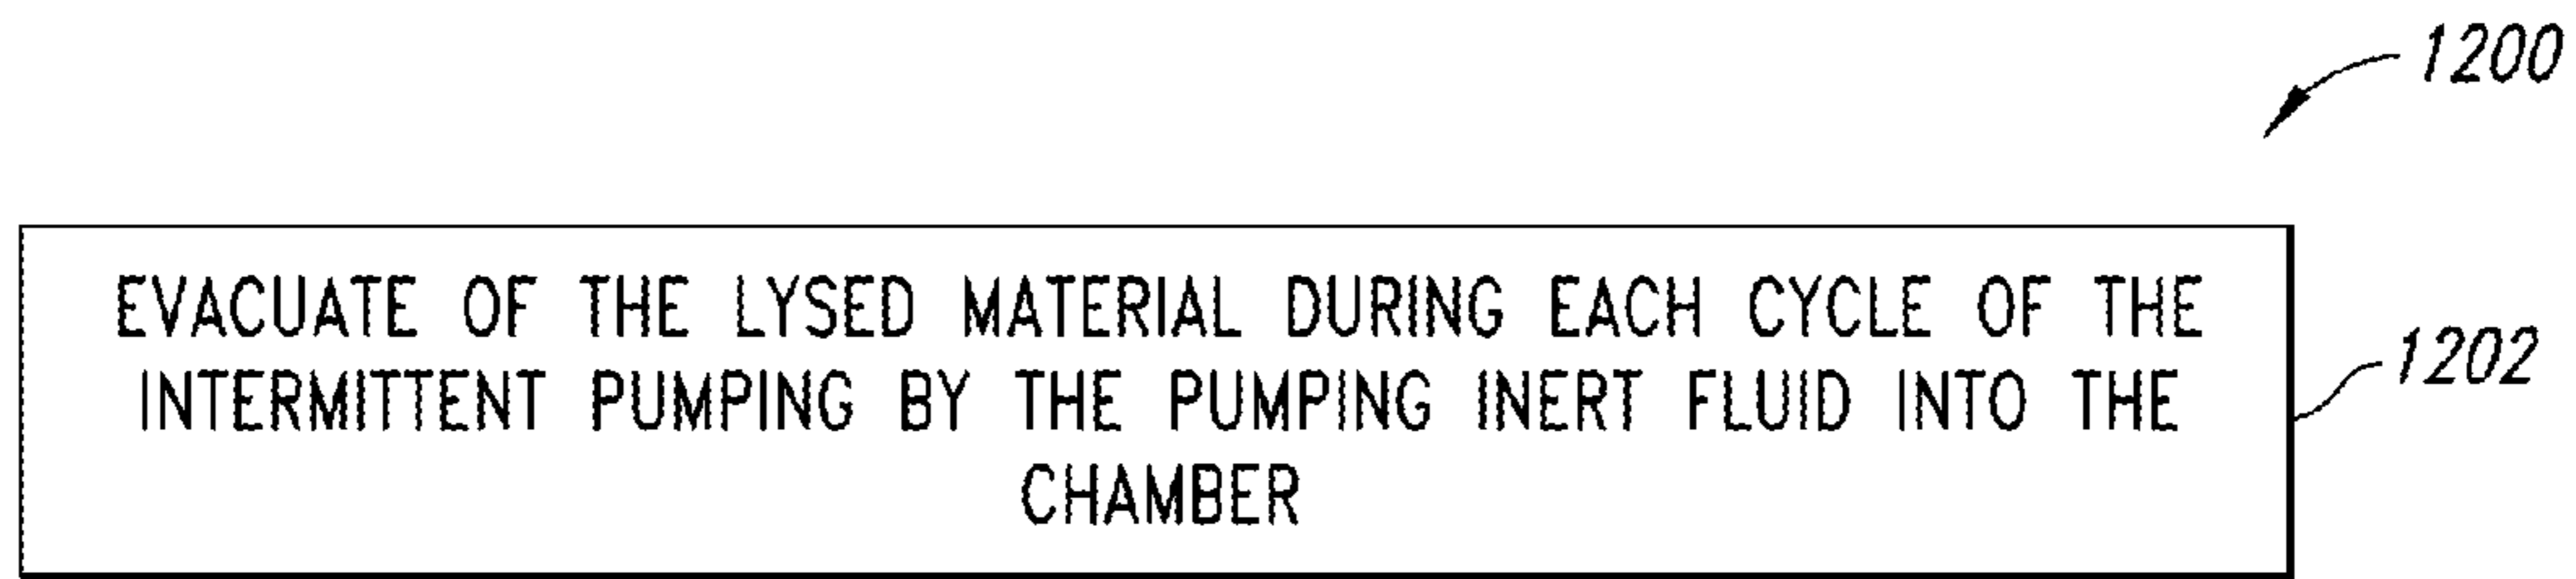 1200
EVACUATE OF THE LYSED MATERIAL DURING EACH CYCLE OF THE
INTERMITTENT PUMPING BY THE PUMPING INERT FLUID INTO THE
CHAMBER
1202